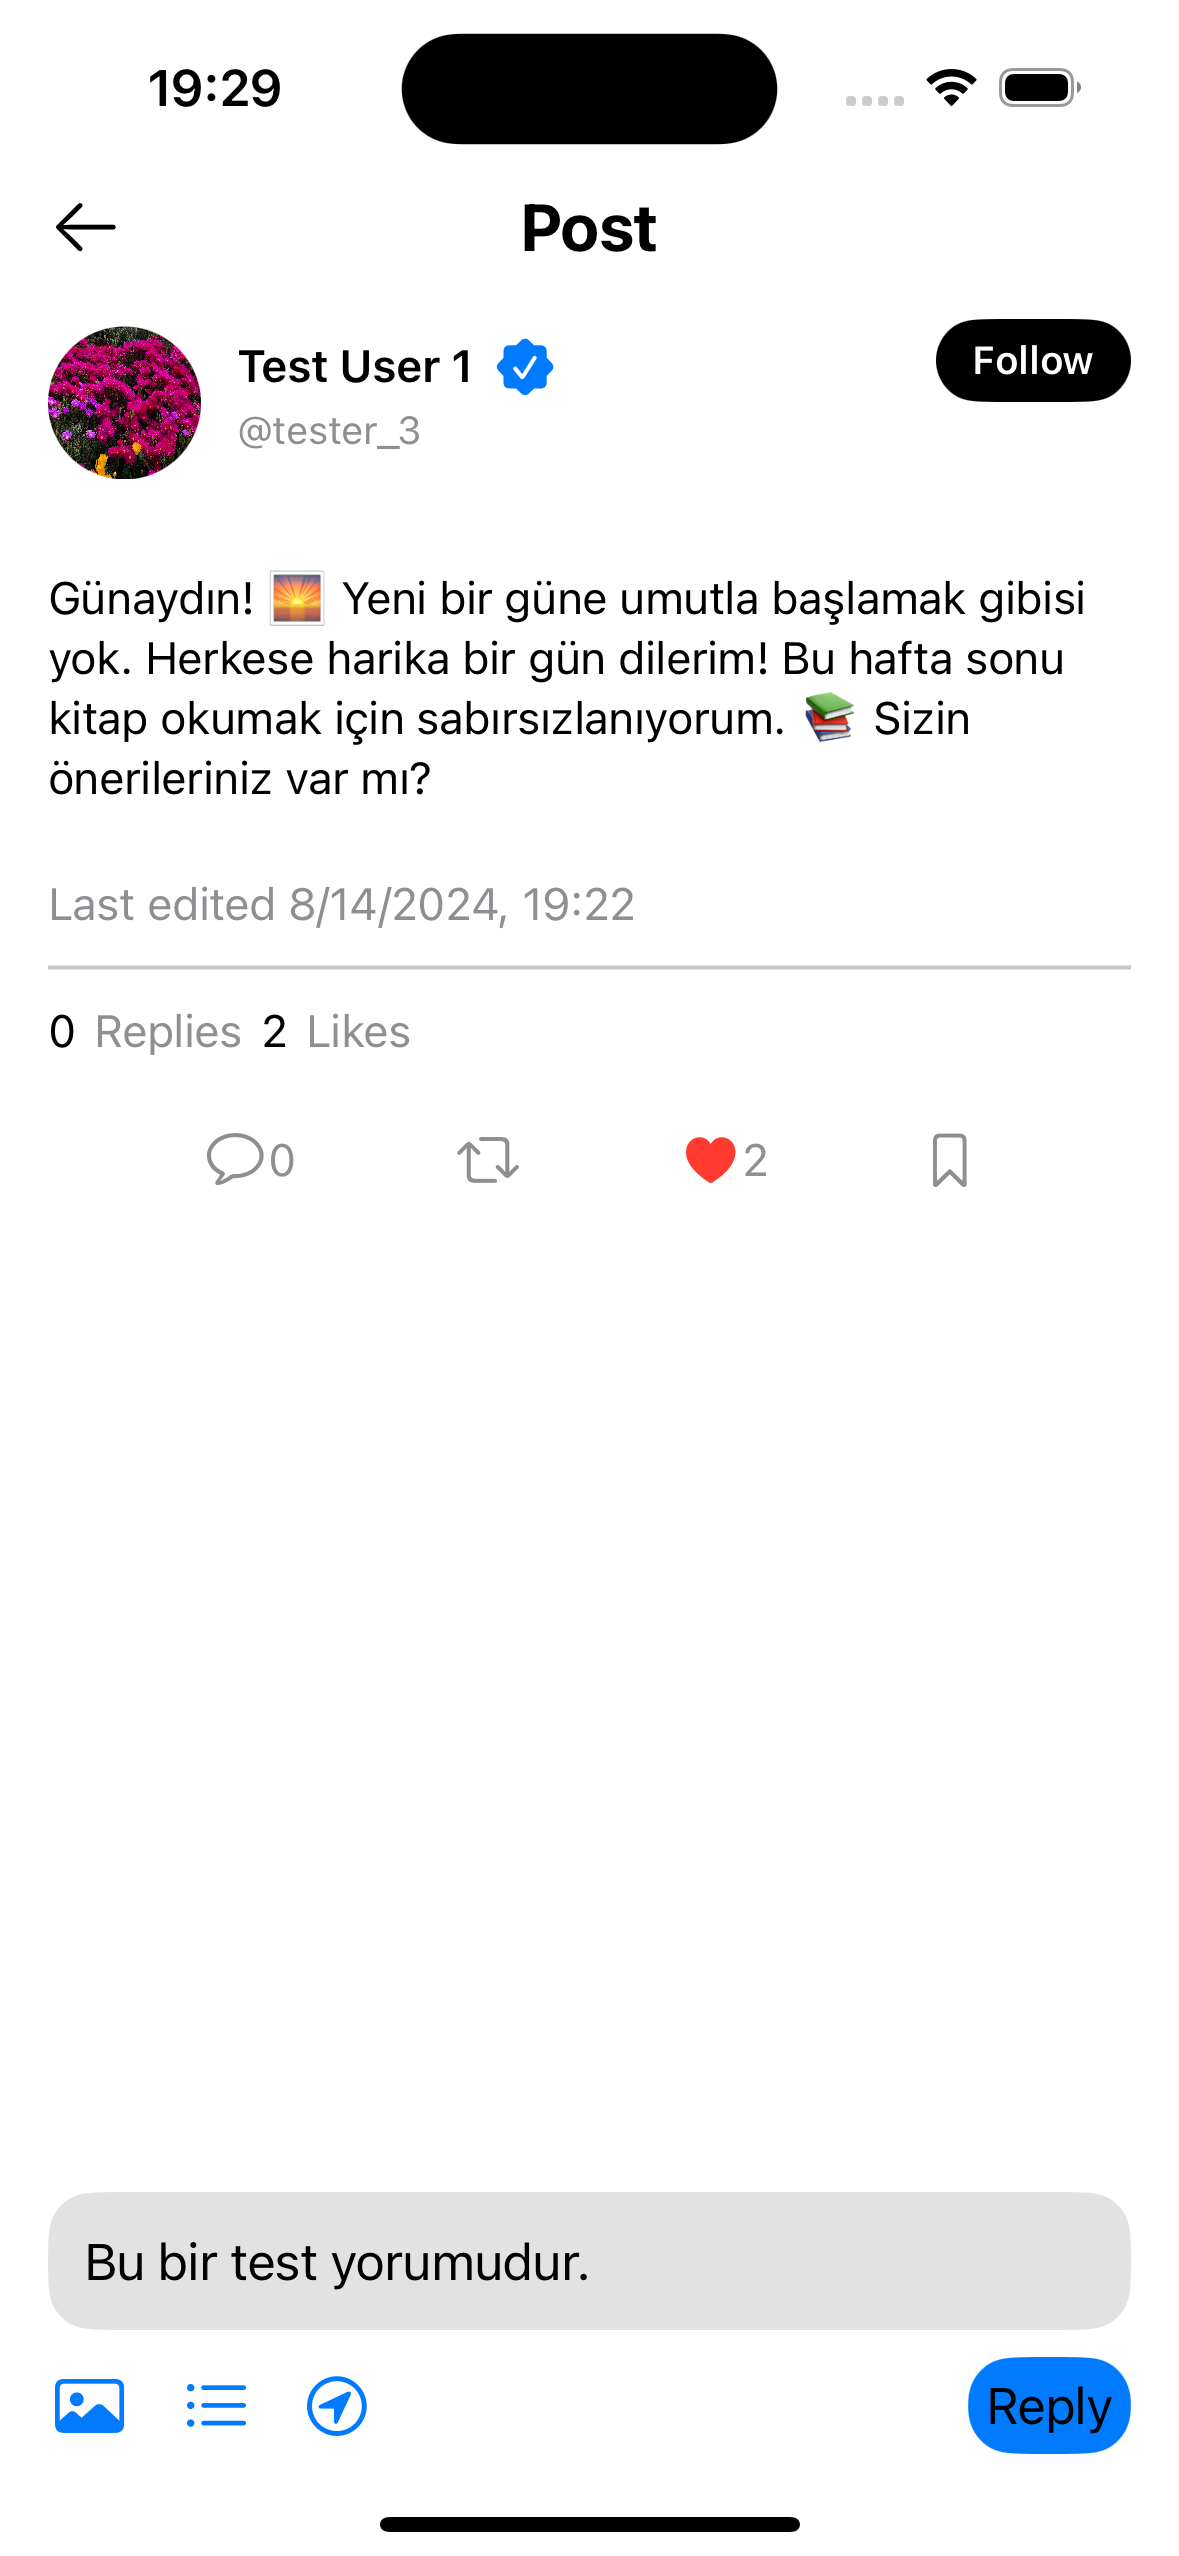 19:29
Post
Test User 1
Follow
@tester_3
Günaydın! 🌅 Yeni bir güne umutla başlamak gibisi
yok. Herkese harika bir gün dilerim! Bu hafta sonu
kitap okumak için sabırsızlanıyorum. 📚 Sizin
önerileriniz var mı?
Last edited 8/14/2024, 19:22
0 Replies 2 Likes
0 2
Bu bir test yorumudur.
Reply